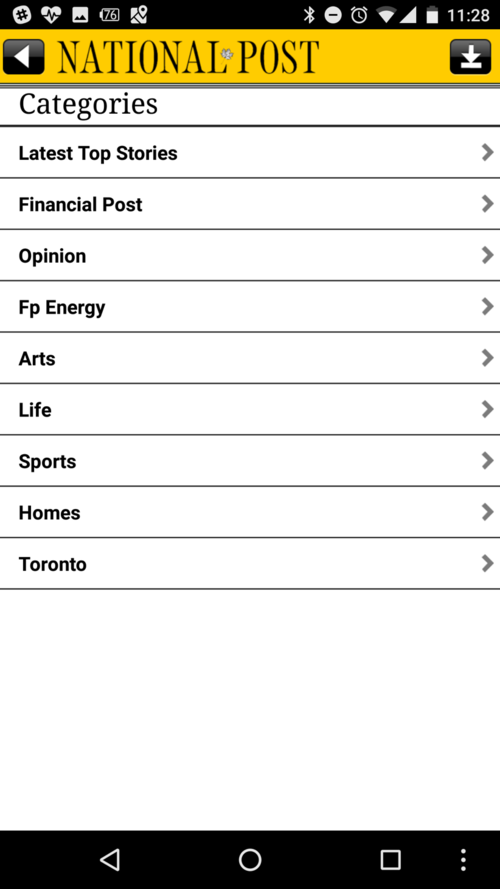 76
11:28
NATIONAL POST
Categories
Latest Top Stories
Financial Post
Opinion
Fp Energy
Arts
Life
Sports
Homes
Toronto